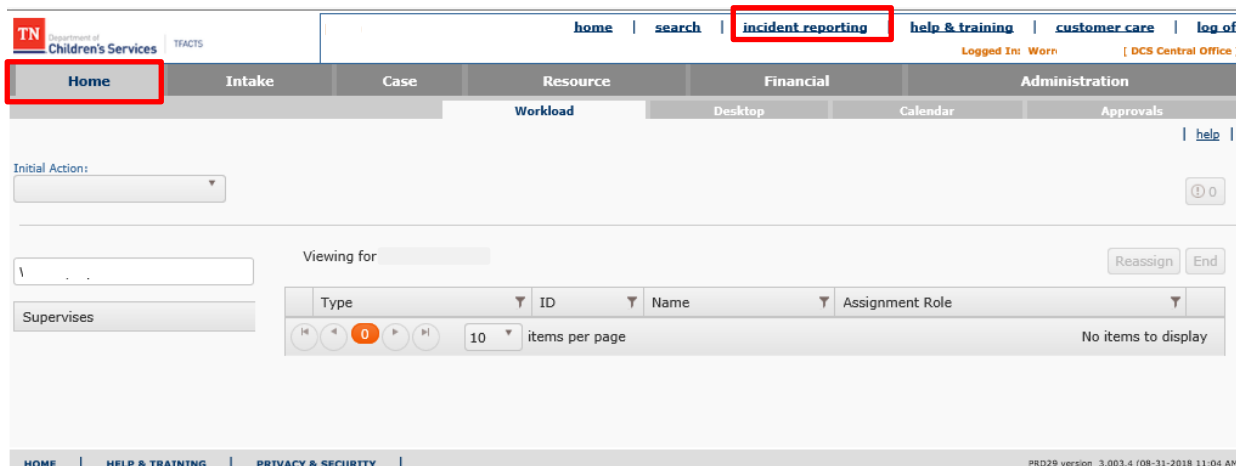 home | search | incident reporting | help & training | customer care | log of
TN Department of Children's Services TFACTS
Logged In: Worr [ DCS Central Office ]
Home Intake Case Resource Financial Administration
Workload Desktop Calendar Approvals
| help |
Initial Action:
0
Viewing for
Reassign End
Supervises
Type ID Name Assignment Role
0 10 items per page No items to display
HOME | HELP & TRAINING | PRIVACY & SECURITY |
PRD29 version 3.003.4 (08-31-2018 11:04 AM